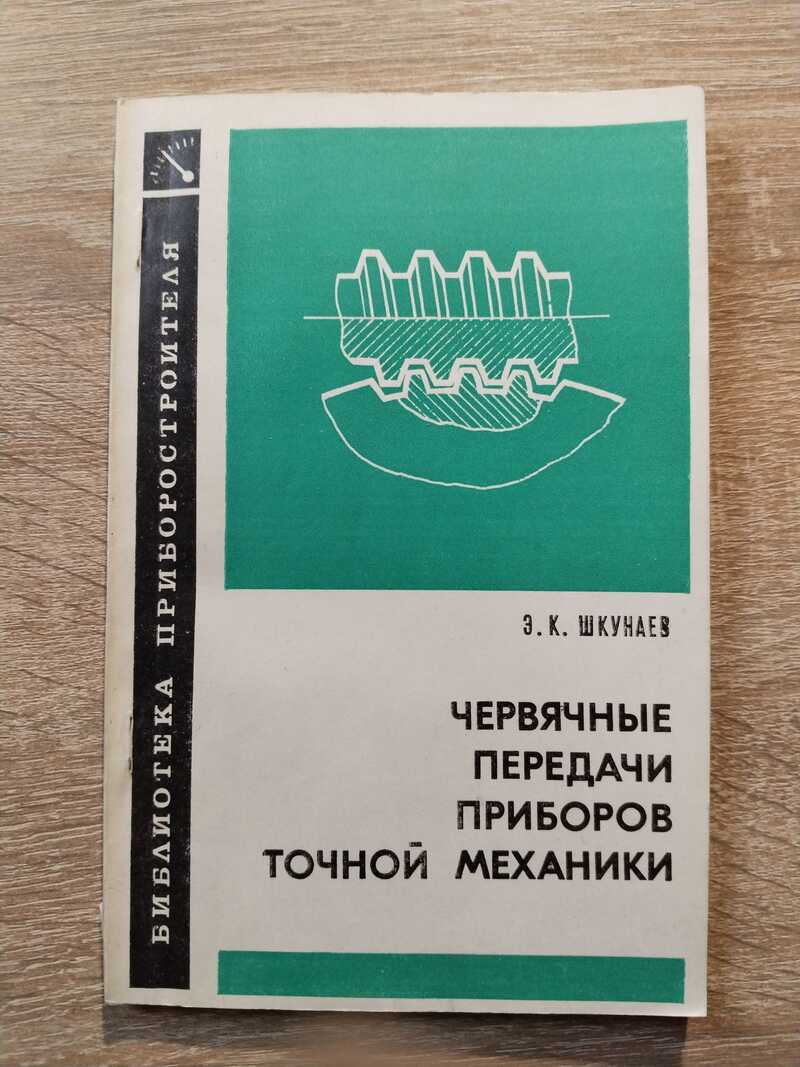 БИБЛИОТЕКА ПРИБОРОСТРОИТЕЛЯ
Э. К. ШКУНАЕВ
ЧЕРВЯЧНЫЕ
ПЕРЕДАЧИ
ПРИБОРОВ
ТОЧНОЙ МЕХАНИКИ